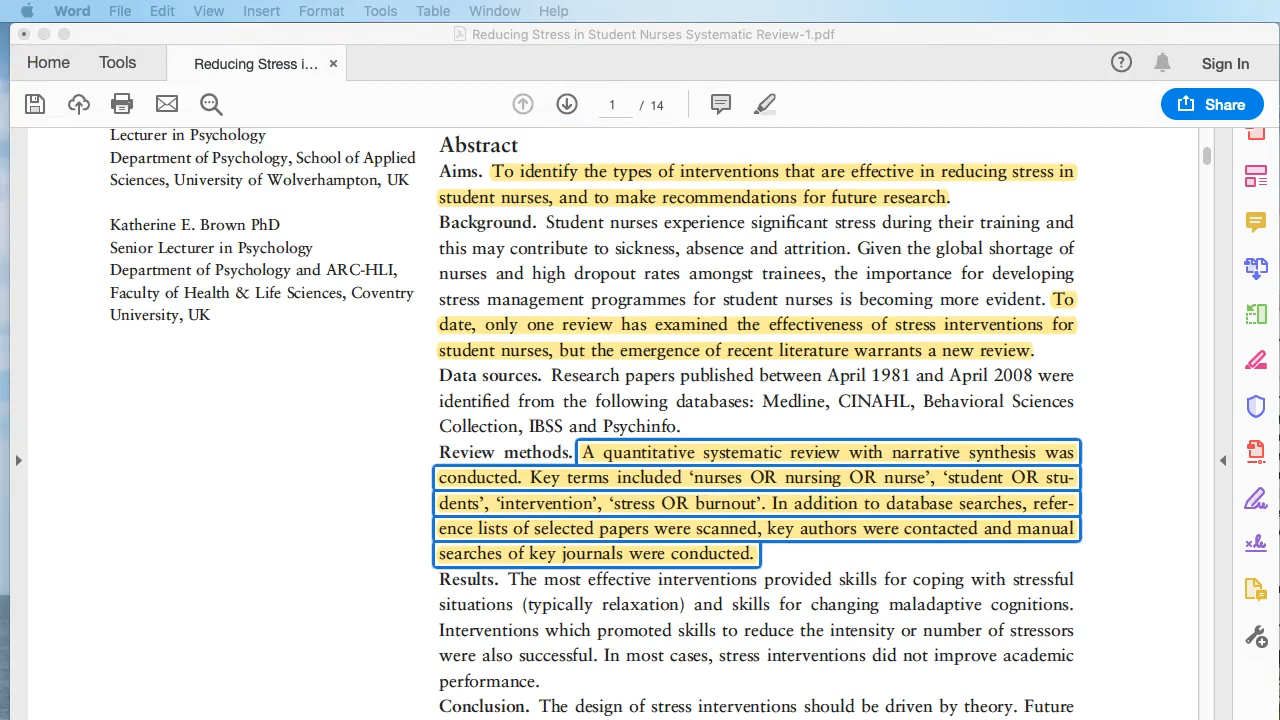 Word File Edit View Insert Format Tools Table Window Help
Reducing Stress in Student Nurses Systematic Review-1.pdf
Home Tools Reducing Stress i... × Sign In
1 / 14 Share
Lecturer in Psychology
Department of Psychology, School of Applied
Sciences, University of Wolverhampton, UK
Katherine E. Brown PhD
Senior Lecturer in Psychology
Department of Psychology and ARC-HLI,
Faculty of Health & Life Sciences, Coventry
University, UK
Abstract
Aims. To identify the types of interventions that are effective in reducing stress in
student nurses, and to make recommendations for future research.
Background. Student nurses experience significant stress during their training and
this may contribute to sickness, absence and attrition. Given the global shortage of
nurses and high dropout rates amongst trainees, the importance for developing
stress management programmes for student nurses is becoming more evident. To
date, only one review has examined the effectiveness of stress interventions for
student nurses, but the emergence of recent literature warrants a new review.
Data sources. Research papers published between April 1981 and April 2008 were
identified from the following databases: Medline, CINAHL, Behavioral Sciences
Collection, IBSS and Psychinfo.
Review methods. A quantitative systematic review with narrative synthesis was
conducted. Key terms included ‘nurses OR nursing OR nurse’, ‘student OR stu-
dents’, ‘intervention’, ‘stress OR burnout’. In addition to database searches, refer-
ence lists of selected papers were scanned, key authors were contacted and manual
searches of key journals were conducted.
Results. The most effective interventions provided skills for coping with stressful
situations (typically relaxation) and skills for changing maladaptive cognitions.
Interventions which promoted skills to reduce the intensity or number of stressors
were also successful. In most cases, stress interventions did not improve academic
performance.
Conclusion. The design of stress interventions should be driven by theory. Future